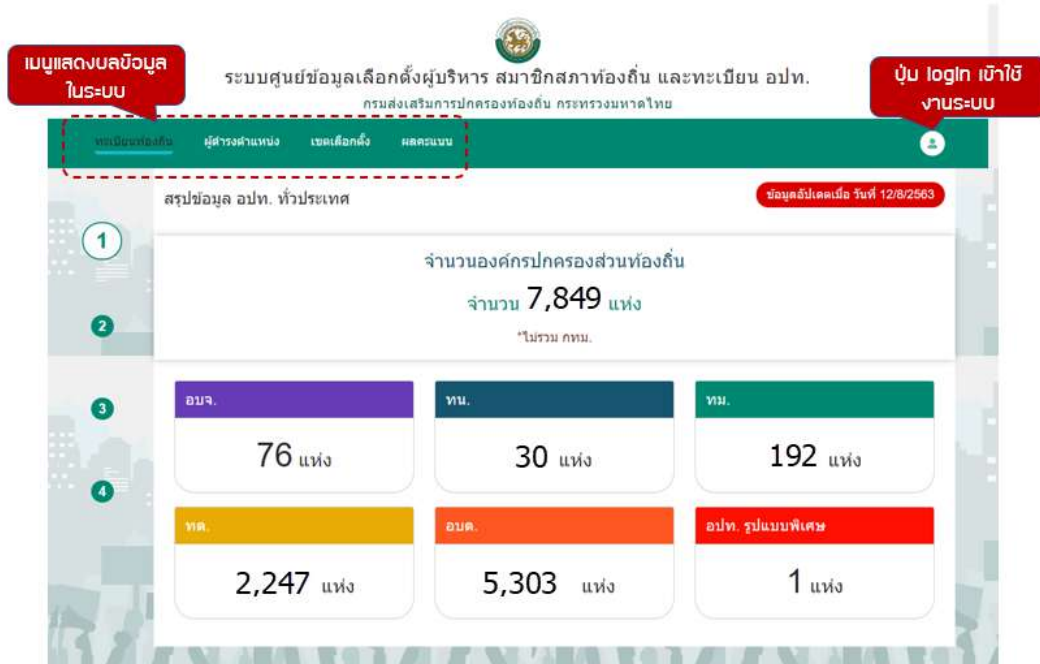 เมนูแสดงบลข้อมูล
ในระบบ
ระบบศูนย์ข้อมูลเลือกตั้งผู้บริหาร สมาชิกสภาท้องถิ่น และทะเบียน อปท.
กรมส่งเสริมการปกครองท้องถิ่น กระทรวงมหาดไทย
ปุ่ม login เข้าใช้
งานระบบ
ทะเบียนท้องถิ่น ผู้ดำรงตำแหน่ง เขตเลือกตั้ง ผลคะแนน
สรุปข้อมูล อปท. ทั่วประเทศ
ข้อมูลอัปเดตเมื่อ วันที่ 12/8/2563
1
จำนวนองค์กรปกครองส่วนท้องถิ่น
จำนวน 7,849 แห่ง
2
*ไม่รวม กทม.
3
อบจ. ทน. ทม.
76 แห่ง 30 แห่ง 192 แห่ง
4
ทต. อบต. อปท. รูปแบบพิเศษ
2,247 แห่ง 5,303 แห่ง 1 แห่ง